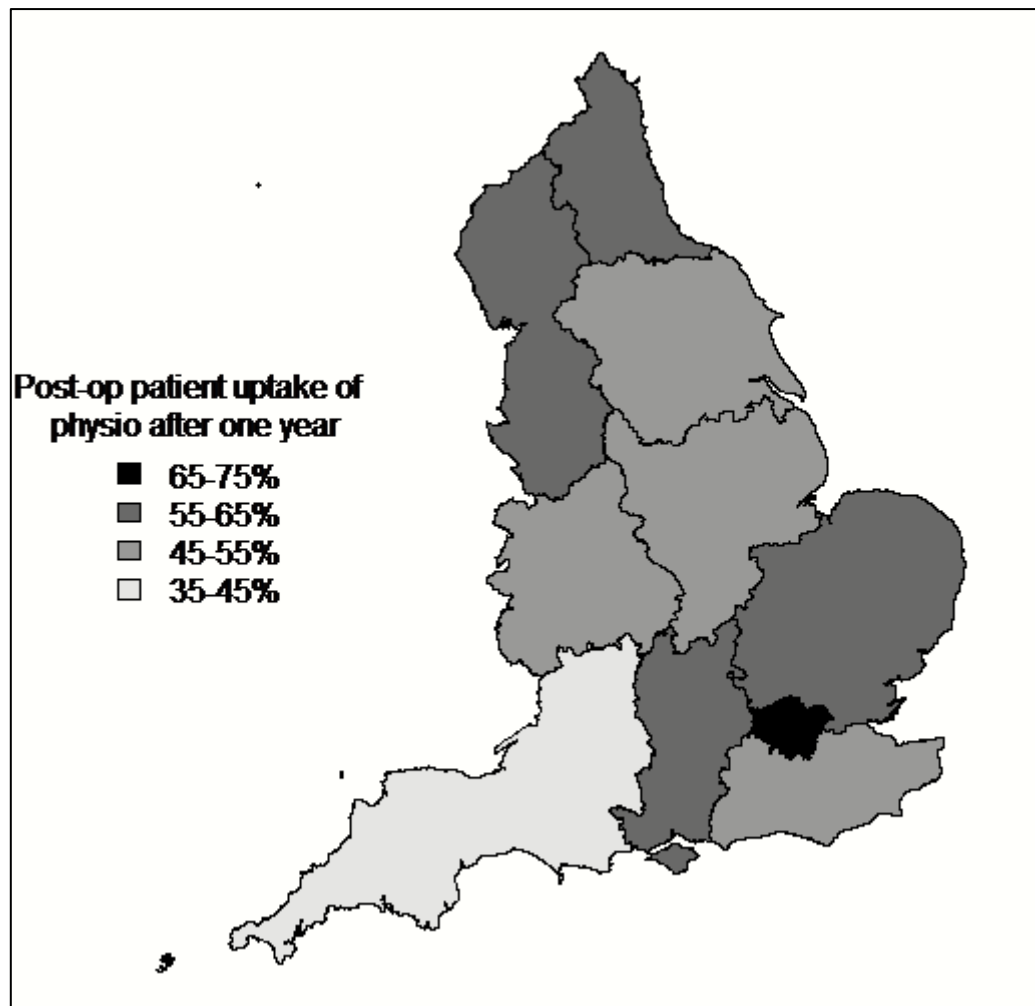 Post-op patient uptake of
physio after one year
65-75%
55-65%
45-55%
35-45%